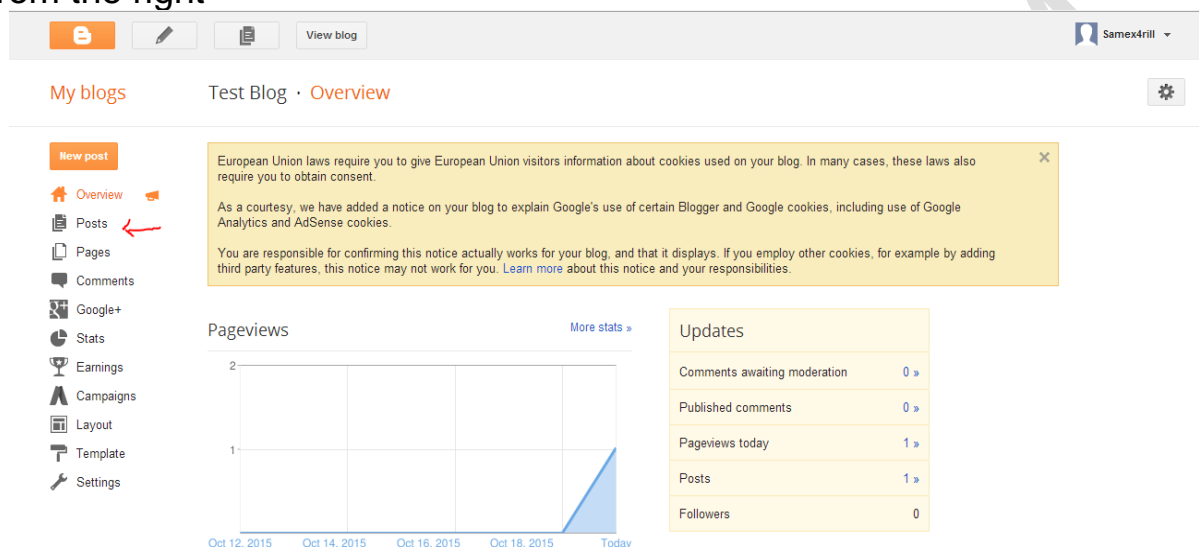 from the right
View blog
Samex4rill
My blogs
Test Blog · Overview
New post
Overview
Posts
Pages
Comments
Google+
Stats
Earnings
Campaigns
Layout
Template
Settings
European Union laws require you to give European Union visitors information about cookies used on your blog. In many cases, these laws also
require you to obtain consent.
As a courtesy, we have added a notice on your blog to explain Google's use of certain Blogger and Google cookies, including use of Google
Analytics and AdSense cookies.
You are responsible for confirming this notice actually works for your blog, and that it displays. If you employ other cookies, for example by adding
third party features, this notice may not work for you. Learn more about this notice and your responsibilities.
Pageviews
More stats »
2
1
0
Oct 12, 2015 Oct 14, 2015 Oct 16, 2015 Oct 18, 2015 Today
Updates
Comments awaiting moderation 0 »
Published comments 0 »
Pageviews today 1 »
Posts 1 »
Followers 0